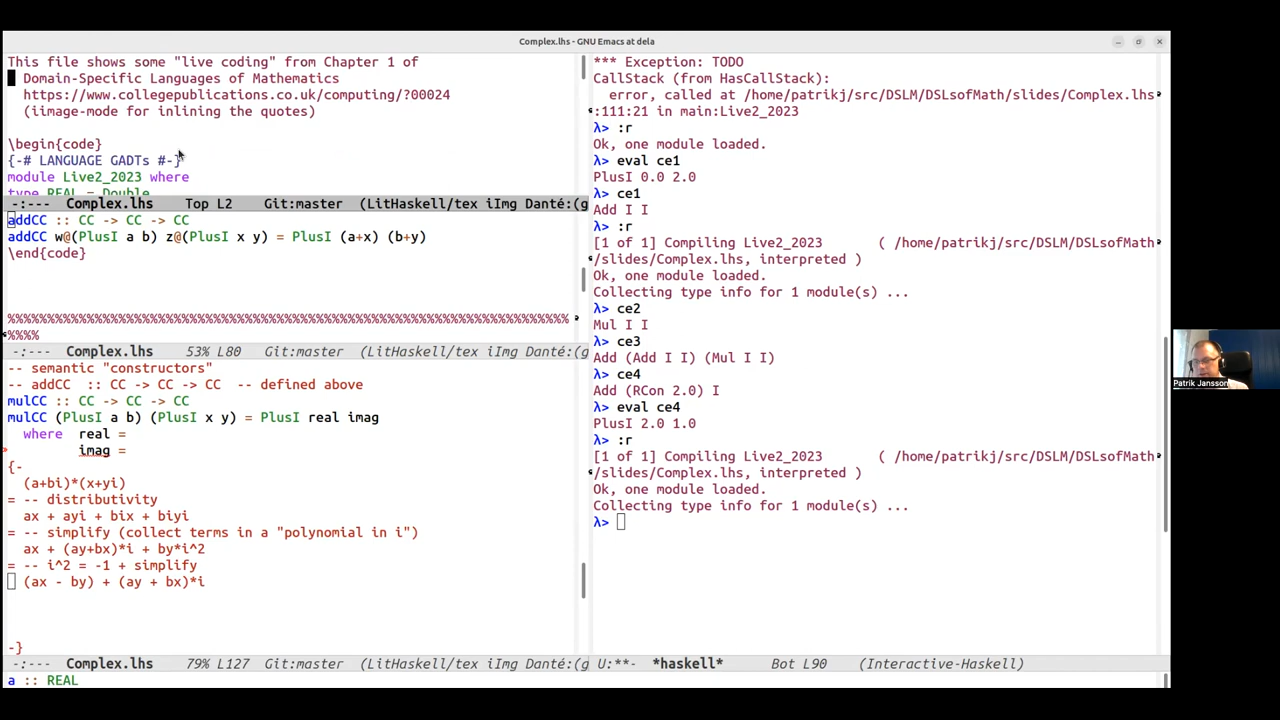 Complex.lhs - GNU Emacs at dela
This file shows some "live coding" from Chapter 1 of
Domain-Specific Languages of Mathematics
https://www.collegepublications.co.uk/computing/?00024
(iimage-mode for inlining the quotes)
\begin{code}
{-# LANGUAGE GADTs #-}
module Live2_2023 where
type REAL = Double
-:--- Complex.lhs Top L2 Git:master (LitHaskell/tex iImg Danté:(g
addCC :: CC -> CC -> CC
addCC w@(PlusI a b) z@(PlusI x y) = PlusI (a+x) (b+y)
\end{code}
%%%%%%%%%%%%%%%%%%%%%%%%%%%%%%%%%%%%%%%%%%%%%%%%%%%%%%%%%%%%%%%%%%%%%%%
%%%%
-:--- Complex.lhs 53% L80 Git:master (LitHaskell/tex iImg Danté:(g
-- semantic "constructors"
-- addCC :: CC -> CC -> CC -- defined above
mulCC :: CC -> CC -> CC
mulCC (PlusI a b) (PlusI x y) = PlusI real imag
where real =
imag =
{-
(a+bi)*(x+yi)
= -- distributivity
ax + ayi + bix + biyi
= -- simplify (collect terms in a "polynomial in i")
ax + (ay+bx)*i + by*i^2
= -- i^2 = -1 + simplify
(ax - by) + (ay + bx)*i
-}
-:--- Complex.lhs 79% L127 Git:master (LitHaskell/tex iImg Danté:(g
a :: REAL
*** Exception: TODO
CallStack (from HasCallStack):
error, called at /home/patrikj/src/DSLM/DSLsofMath/slides/Complex.lhs
:111:21 in main:Live2_2023
λ> :r
Ok, one module loaded.
λ> eval ce1
PlusI 0.0 2.0
λ> ce1
Add I I
λ> :r
[1 of 1] Compiling Live2_2023 ( /home/patrikj/src/DSLM/DSLsofMath
/slides/Complex.lhs, interpreted )
Ok, one module loaded.
Collecting type info for 1 module(s) ...
λ> ce2
Mul I I
λ> ce3
Add (Add I I) (Mul I I)
λ> ce4
Add (RCon 2.0) I
λ> eval ce4
PlusI 2.0 1.0
λ> :r
[1 of 1] Compiling Live2_2023 ( /home/patrikj/src/DSLM/DSLsofMath
/slides/Complex.lhs, interpreted )
Ok, one module loaded.
Collecting type info for 1 module(s) ...
λ>
U:**- *haskell* Bot L90 (Interactive-Haskell)
Patrik Jansson